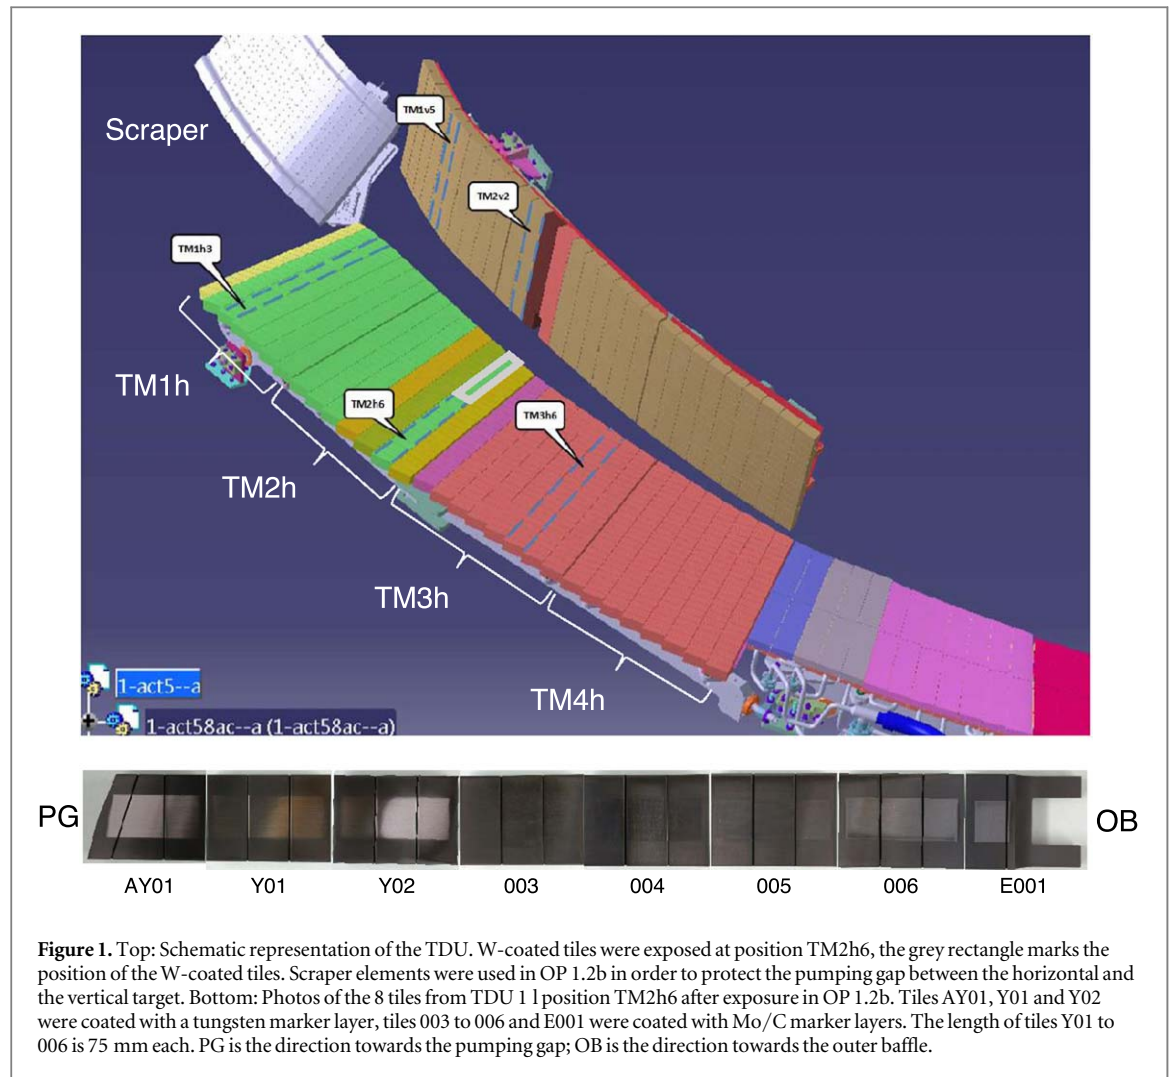 Scraper
TM1v5
TM2v2
TM1h3
TM1h
TM2h6
TM3h6
TM2h
TM3h
TM4h
1-act5--a
1-act58ac--a (1-act58ac--a)
PG
OB
AY01 Y01 Y02 003 004 005 006 E001
Figure 1. Top: Schematic representation of the TDU. W-coated tiles were exposed at position TM2h6, the grey rectangle marks the
position of the W-coated tiles. Scraper elements were used in OP 1.2b in order to protect the pumping gap between the horizontal and
the vertical target. Bottom: Photos of the 8 tiles from TDU 1 l position TM2h6 after exposure in OP 1.2b. Tiles AY01, Y01 and Y02
were coated with a tungsten marker layer, tiles 003 to 006 and E001 were coated with Mo/C marker layers. The length of tiles Y01 to
006 is 75 mm each. PG is the direction towards the pumping gap; OB is the direction towards the outer baffle.